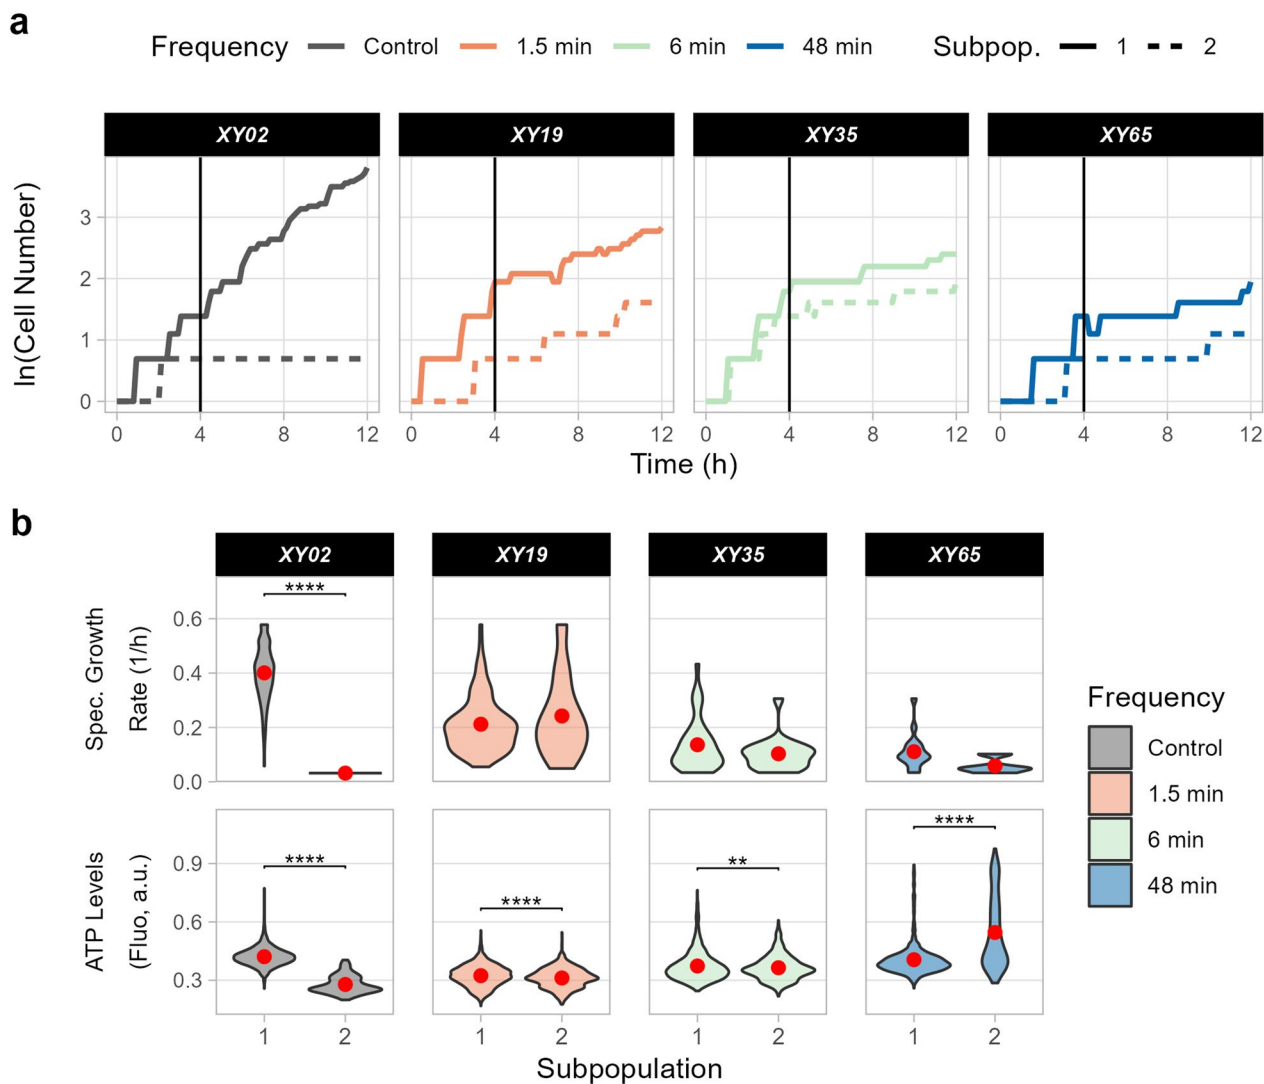 a
Frequency Control 1.5 min 6 min 48 min Subpop. 1 2
XY02 XY19 XY35 XY65
ln(Cell Number)
3
2
1
0
0 4 8 12 0 4 8 12 0 4 8 12 0 4 8 12
Time (h)
b
XY02 XY19 XY35 XY65
Spec. Growth
Rate (1/h)
0.6
0.4
0.2
0.0
****
ATP Levels
(Fluo, a.u.)
0.9
0.6
0.3
**** **** ** ****
1 2 1 2 1 2 1 2
Subpopulation
Frequency
Control
1.5 min
6 min
48 min